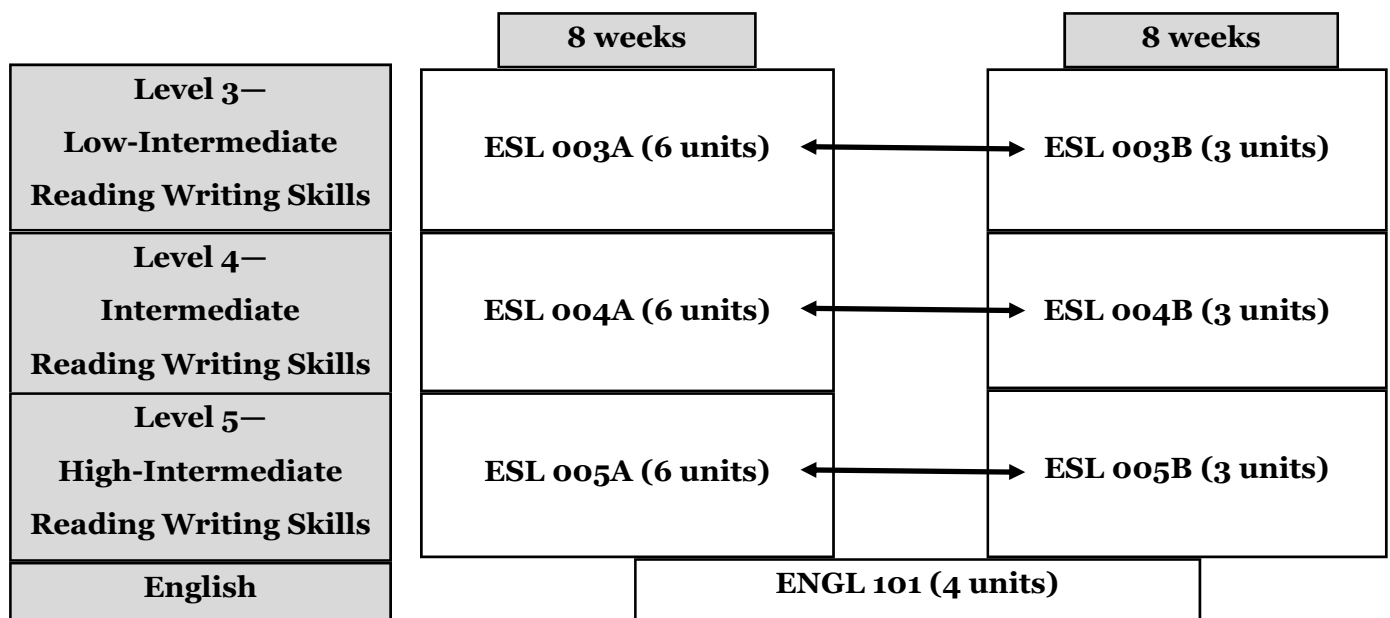 8 weeks
8 weeks
Level 3—
Low-Intermediate
Reading Writing Skills
ESL 003A (6 units)
ESL 003B (3 units)
Level 4—
Intermediate
Reading Writing Skills
ESL 004A (6 units)
ESL 004B (3 units)
Level 5—
High-Intermediate
Reading Writing Skills
ESL 005A (6 units)
ESL 005B (3 units)
English
ENGL 101 (4 units)